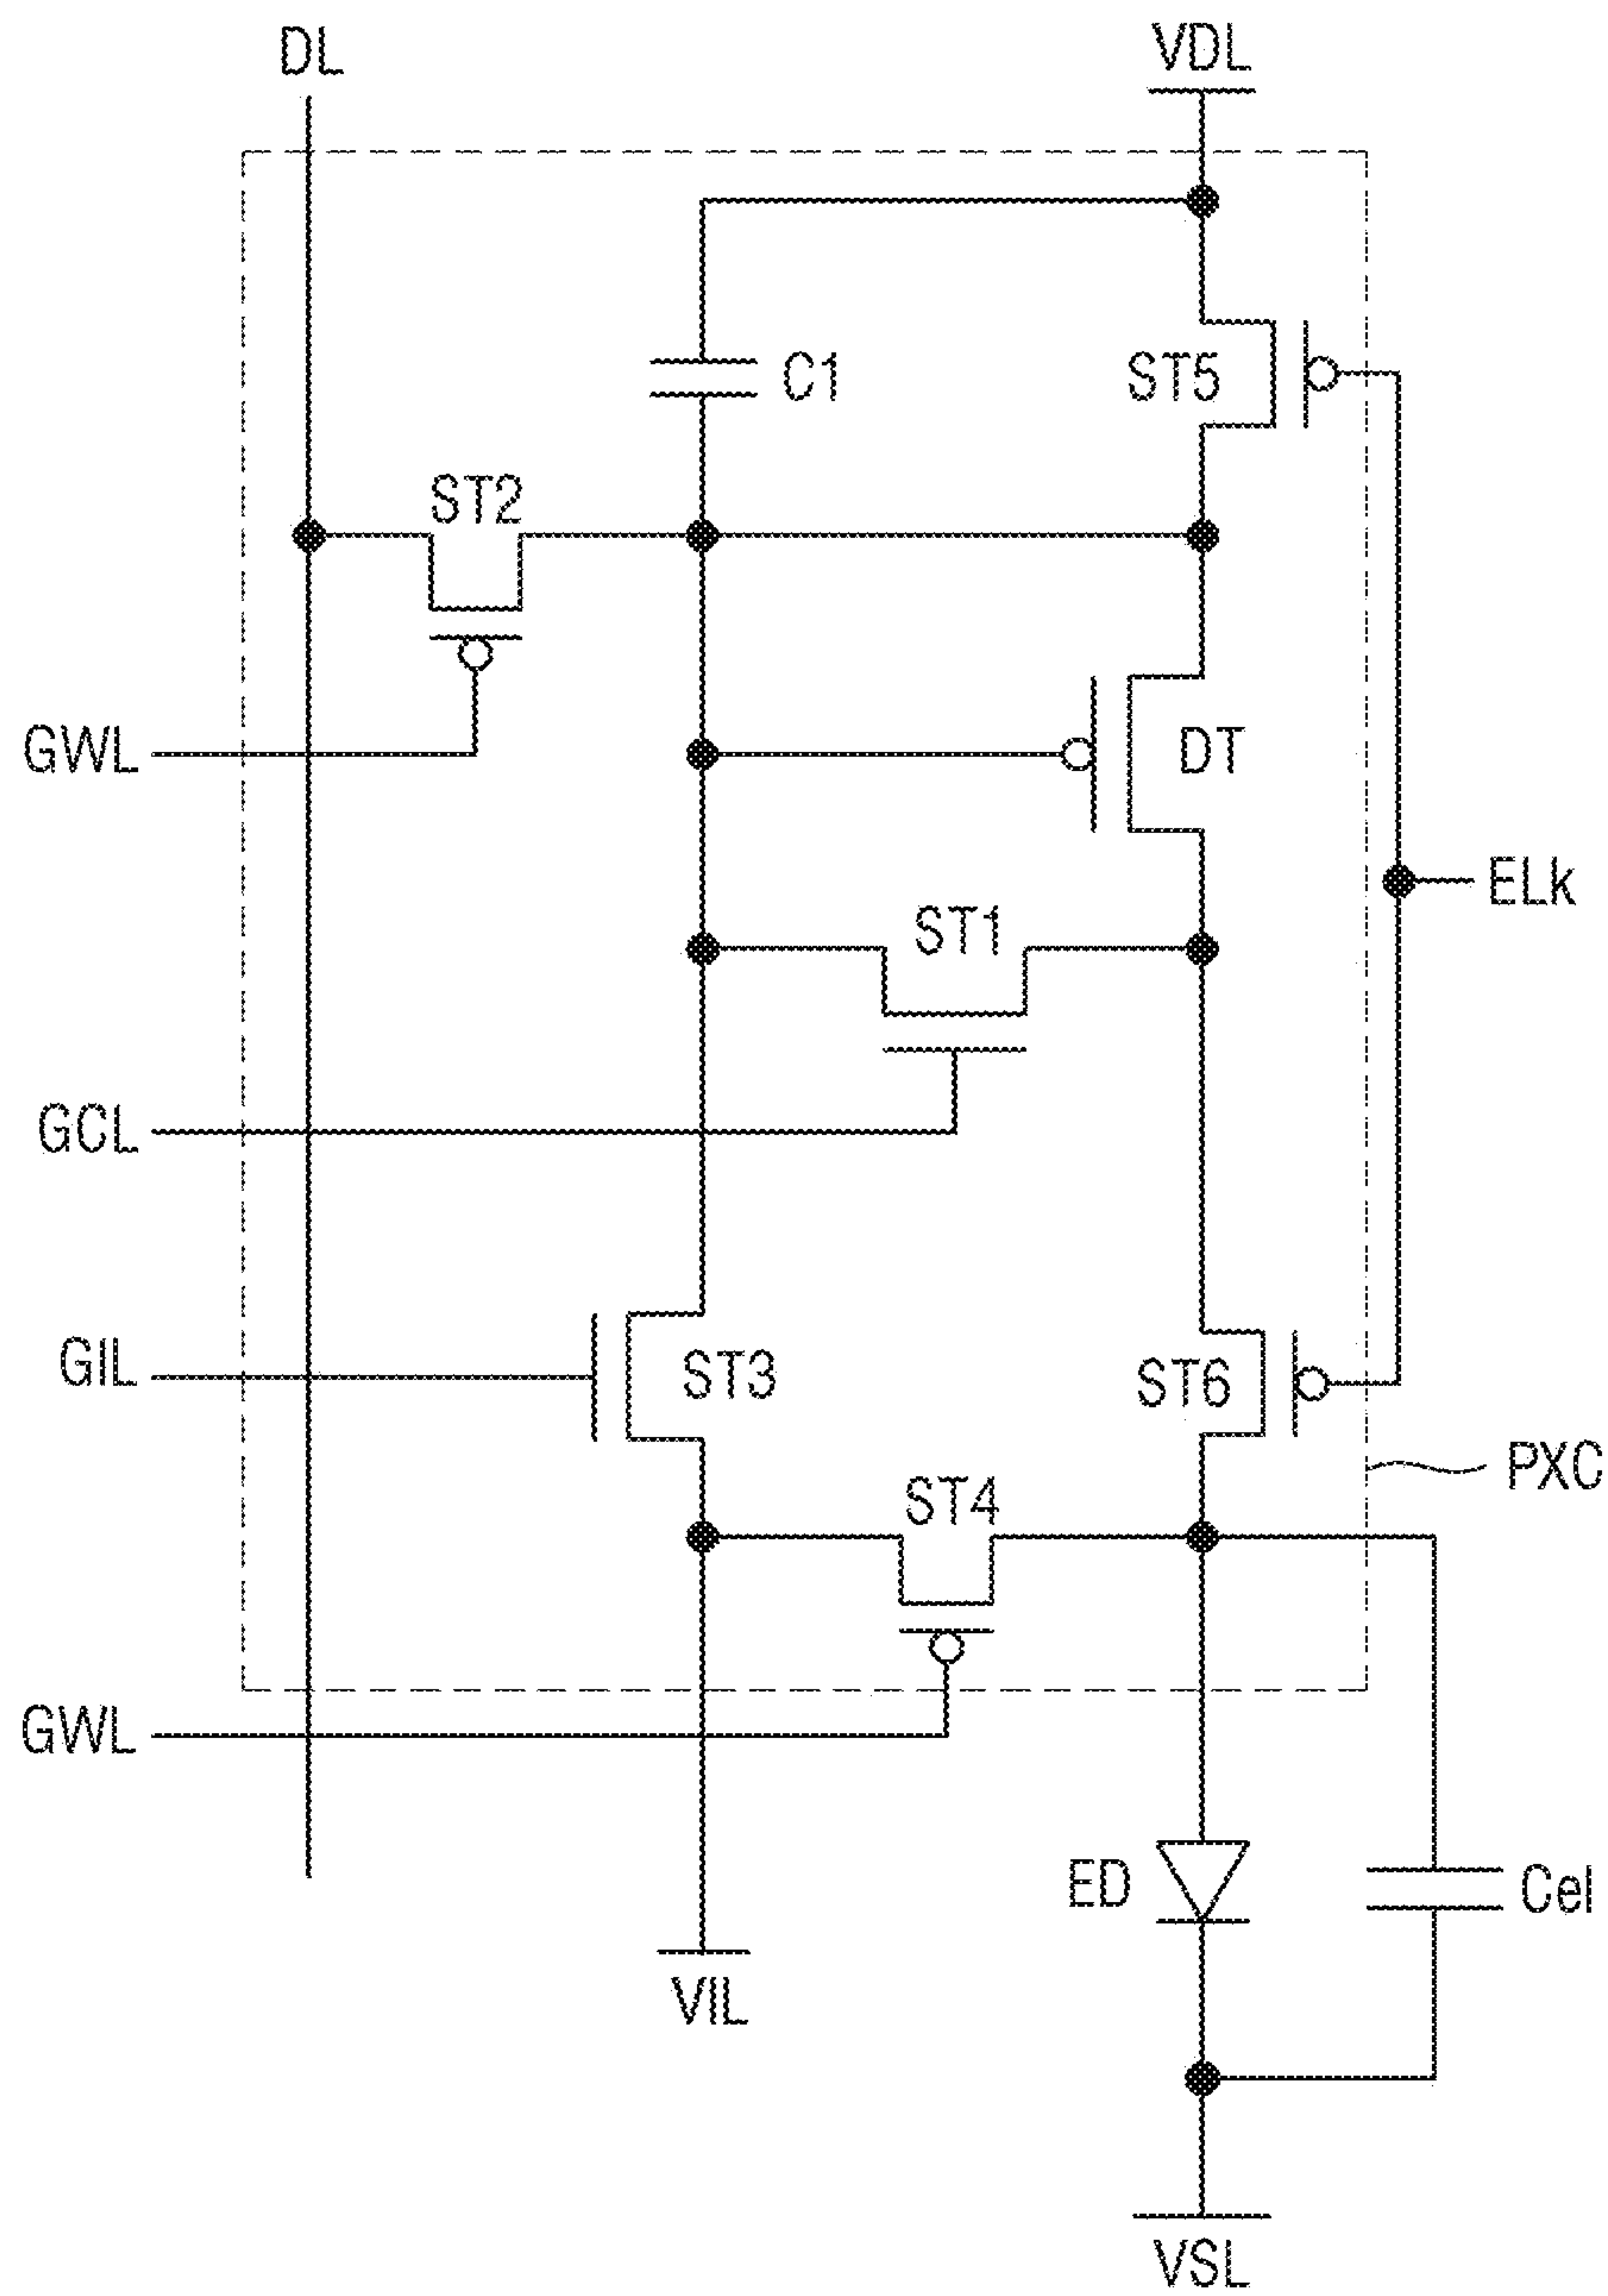 DL
VDL
C1
ST5
ST2
GWL
DT
ELk
ST1
GCL
GIL
ST3
ST6
PXC
ST4
GWL
ED
Cel
VIL
VSL